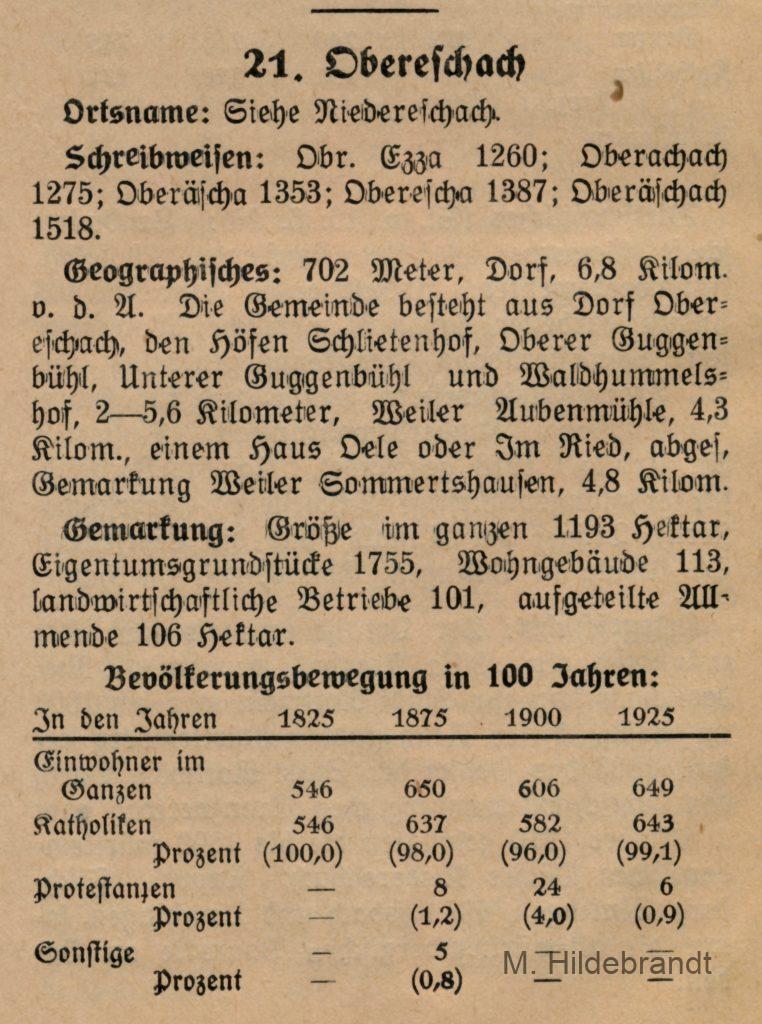 21. Obereschach
Ortsname: Siehe Niedereschach.
Schreibweisen: Obr. Ezza 1260; Oberachach
1275; Oberäscha 1353; Oberescha 1387; Oberäschach
1518.
Geographisches: 702 Meter, Dorf, 6,8 Kilom.
v. d. A. Die Gemeinde besteht aus Dorf Ober-
eschach, den Höfen Schlietenhof, Oberer Guggen-
bühl, Unterer Guggenbühl und Waldhummels-
hof, 2—5,6 Kilometer, Weiler Aubenmühle, 4,3
Kilom., einem Haus Oele oder Im Ried, abges,
Gemarkung Weiler Sommertshausen, 4,8 Kilom.
Gemarkung: Größe im ganzen 1193 Hektar,
Eigentumsgrundstücke 1755, Wohngebäude 113,
landwirtschaftliche Betriebe 101, aufgeteilte All-
mende 106 Hektar.
Bevölkerungsbewegung in 100 Jahren:
In den Jahren 1825 1875 1900 1925
Einwohner im
Ganzen 546 650 606 649
Katholiken 546 637 582 643
Prozent (100,0) (98,0) (96,0) (99,1)
Protestanten — 8 24 6
Prozent — (1,2) (4,0) (0,9)
Sonstige — 5 — —
Prozent — (0,8) — —
M. Hildebrandt